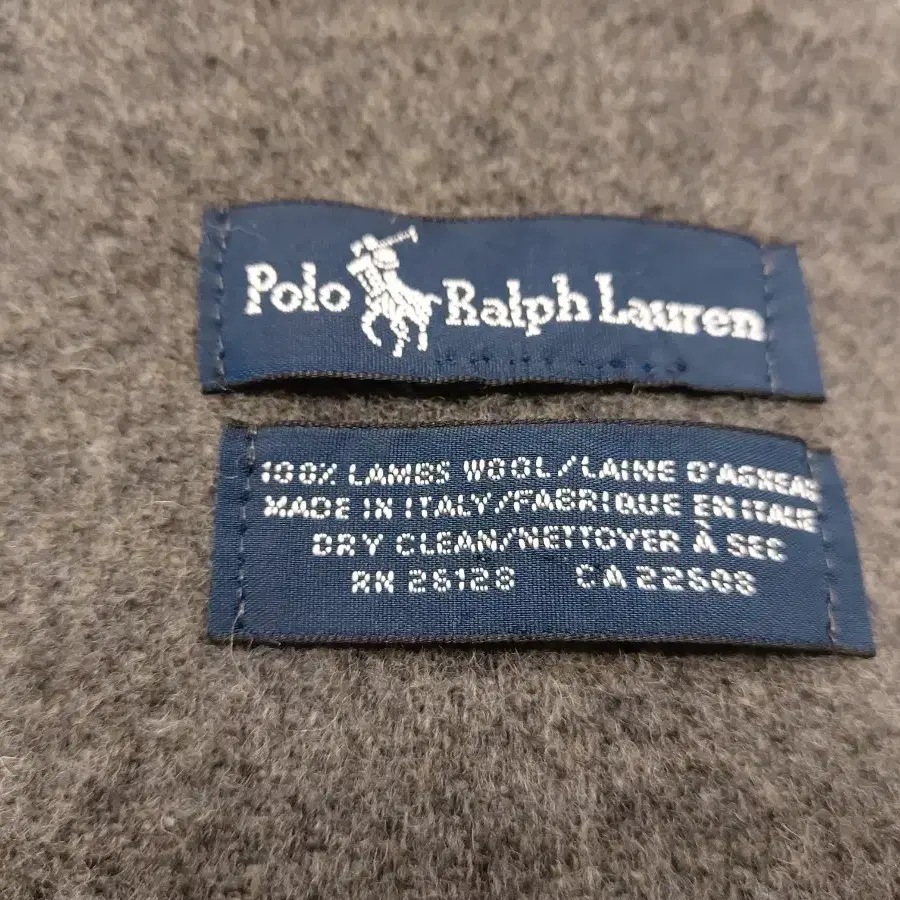 Polo Ralph Lauren
100% LAMBS WOOL/LAINE D'AGNEAU
MADE IN ITALY/FABRIQUE EN ITALIE
DRY CLEAN/NETTOYER À SEC
RN 26128 CA 22608